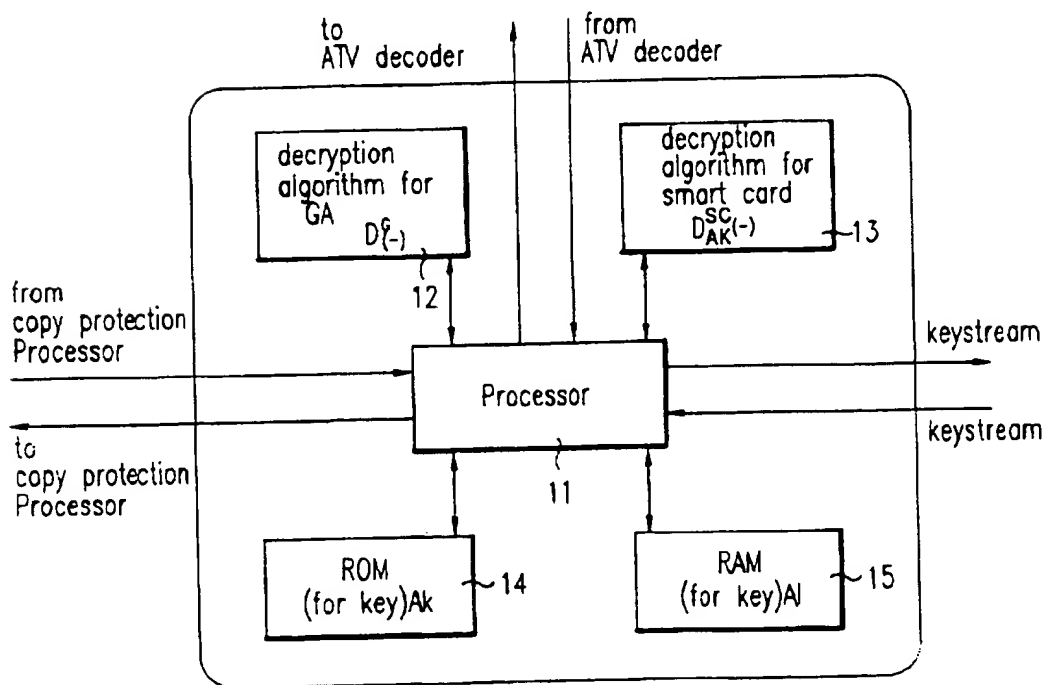 to
ATV decoder
from
ATV decoder
decryption
algorithm for
GA
D^G_(-)
12
decryption
algorithm for
smart card
D^SC_AK(-)
13
from
copy protection
Processor
to
copy protection
Processor
Processor
11
keystream
keystream
ROM
(for key)Ak
14
RAM
(for key)Al
15